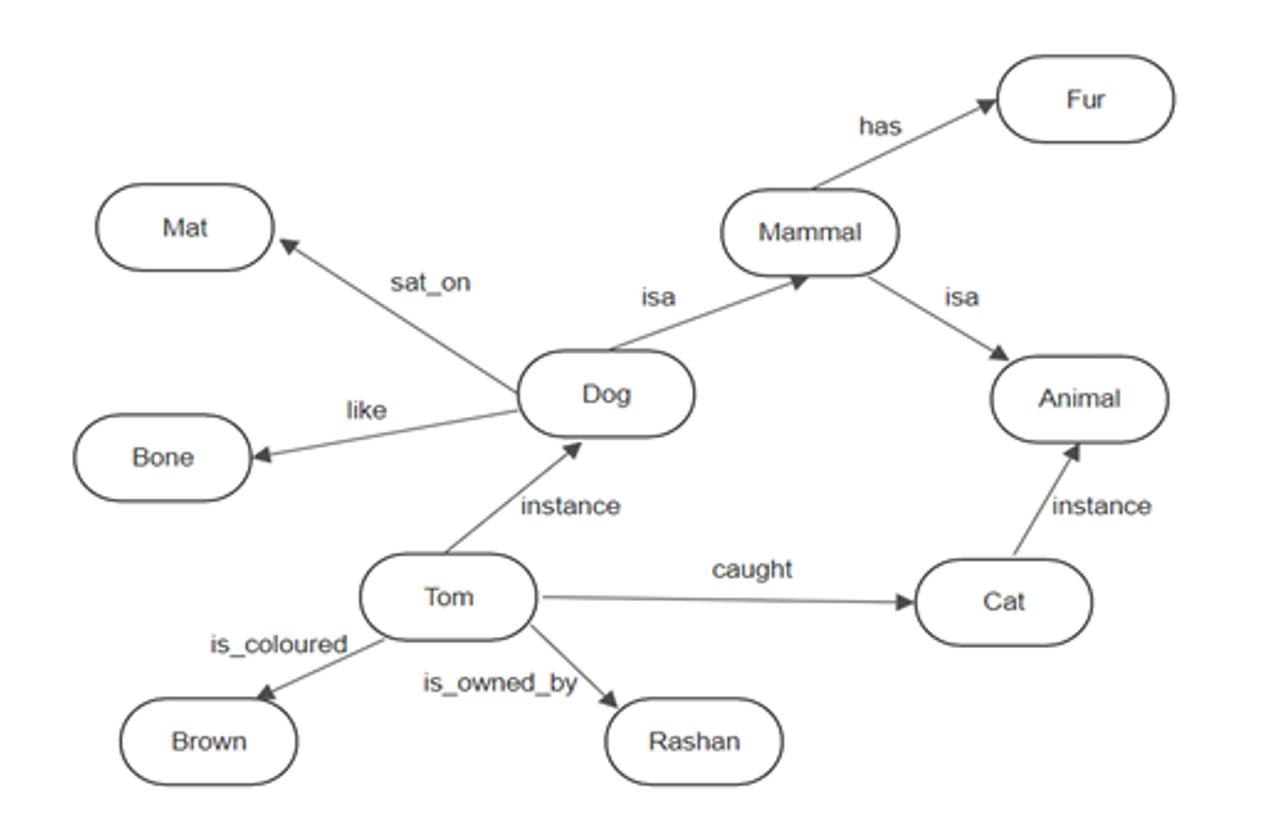 Fur
has
Mat
Mammal
sat_on
isa
isa
Dog
Animal
like
Bone
instance
instance
caught
Tom
Cat
is_coloured
is_owned_by
Brown
Rashan